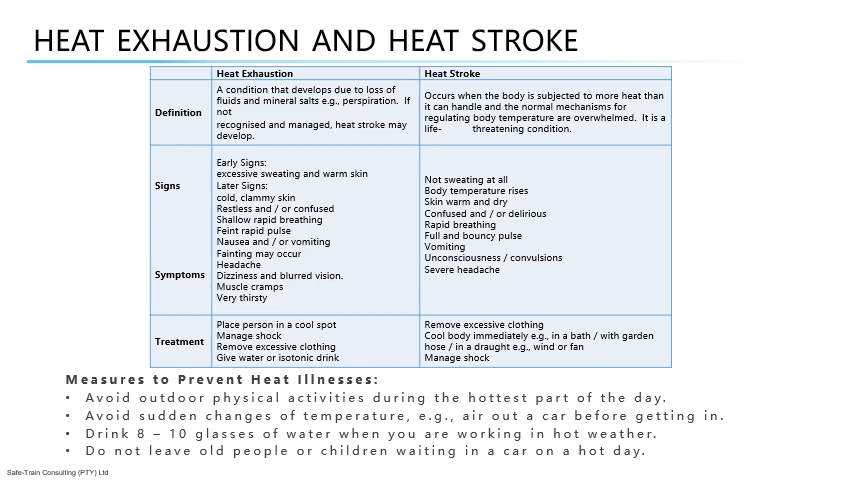 HEAT EXHAUSTION AND HEAT STROKE
Heat Exhaustion
Heat Stroke
Definition
A condition that develops due to loss of
fluids and mineral salts e.g., perspiration. If
not
recognised and managed, heat stroke may
develop.
Occurs when the body is subjected to more heat than
it can handle and the normal mechanisms for
regulating body temperature are overwhelmed. It is a
life- threatening condition.
Signs
Symptoms
Early Signs:
excessive sweating and warm skin
Later Signs:
cold, clammy skin
Restless and / or confused
Shallow rapid breathing
Feint rapid pulse
Nausea and / or vomiting
Fainting may occur
Headache
Dizziness and blurred vision.
Muscle cramps
Very thirsty
Not sweating at all
Body temperature rises
Skin warm and dry
Confused and / or delirious
Rapid breathing
Full and bouncy pulse
Vomiting
Unconsciousness / convulsions
Severe headache
Treatment
Place person in a cool spot
Manage shock
Remove excessive clothing
Give water or isotonic drink
Remove excessive clothing
Cool body immediately e.g., in a bath / with garden
hose / in a draught e.g., wind or fan
Manage shock
Measures to Prevent Heat Illnesses:
• Avoid outdoor physical activities during the hottest part of the day.
• Avoid sudden changes of temperature, e.g., air out a car before getting in.
• Drink 8 – 10 glasses of water when you are working in hot weather.
• Do not leave old people or children waiting in a car on a hot day.
Safe-Train Consulting (PTY) Ltd